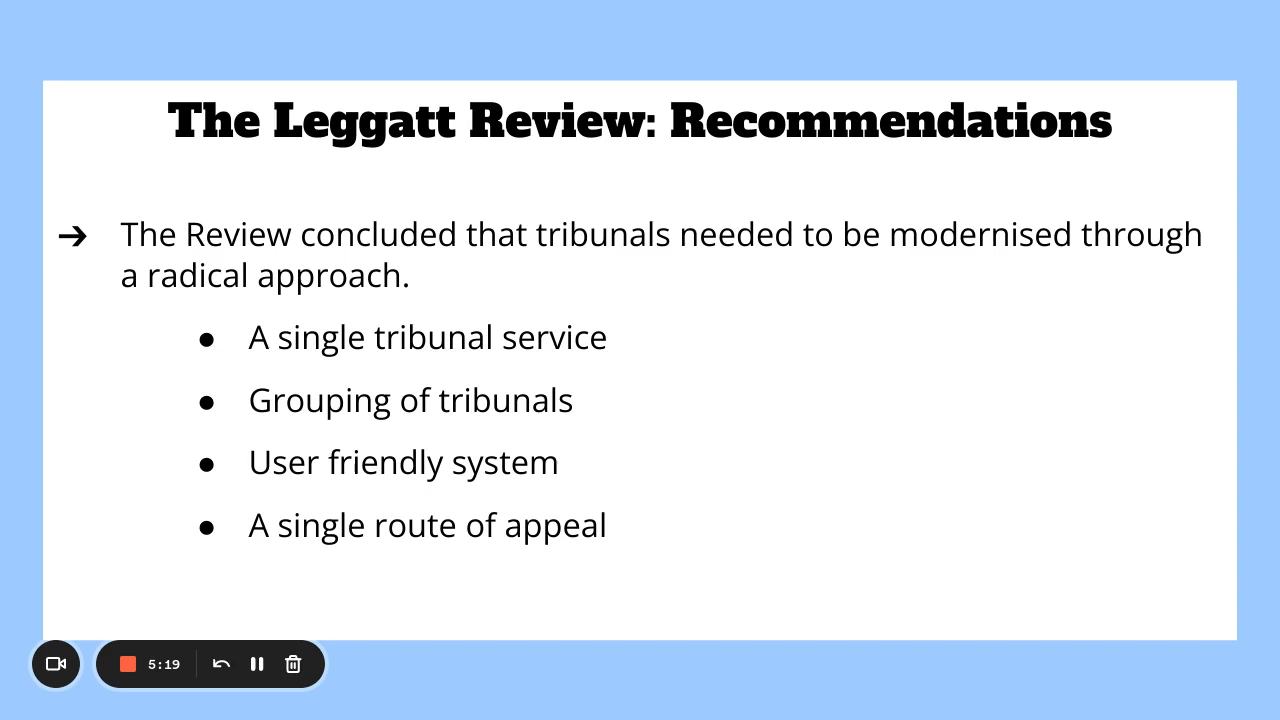 The Leggatt Review: Recommendations
➔ The Review concluded that tribunals needed to be modernised through
a radical approach.
● A single tribunal service
● Grouping of tribunals
● User friendly system
● A single route of appeal
5:19